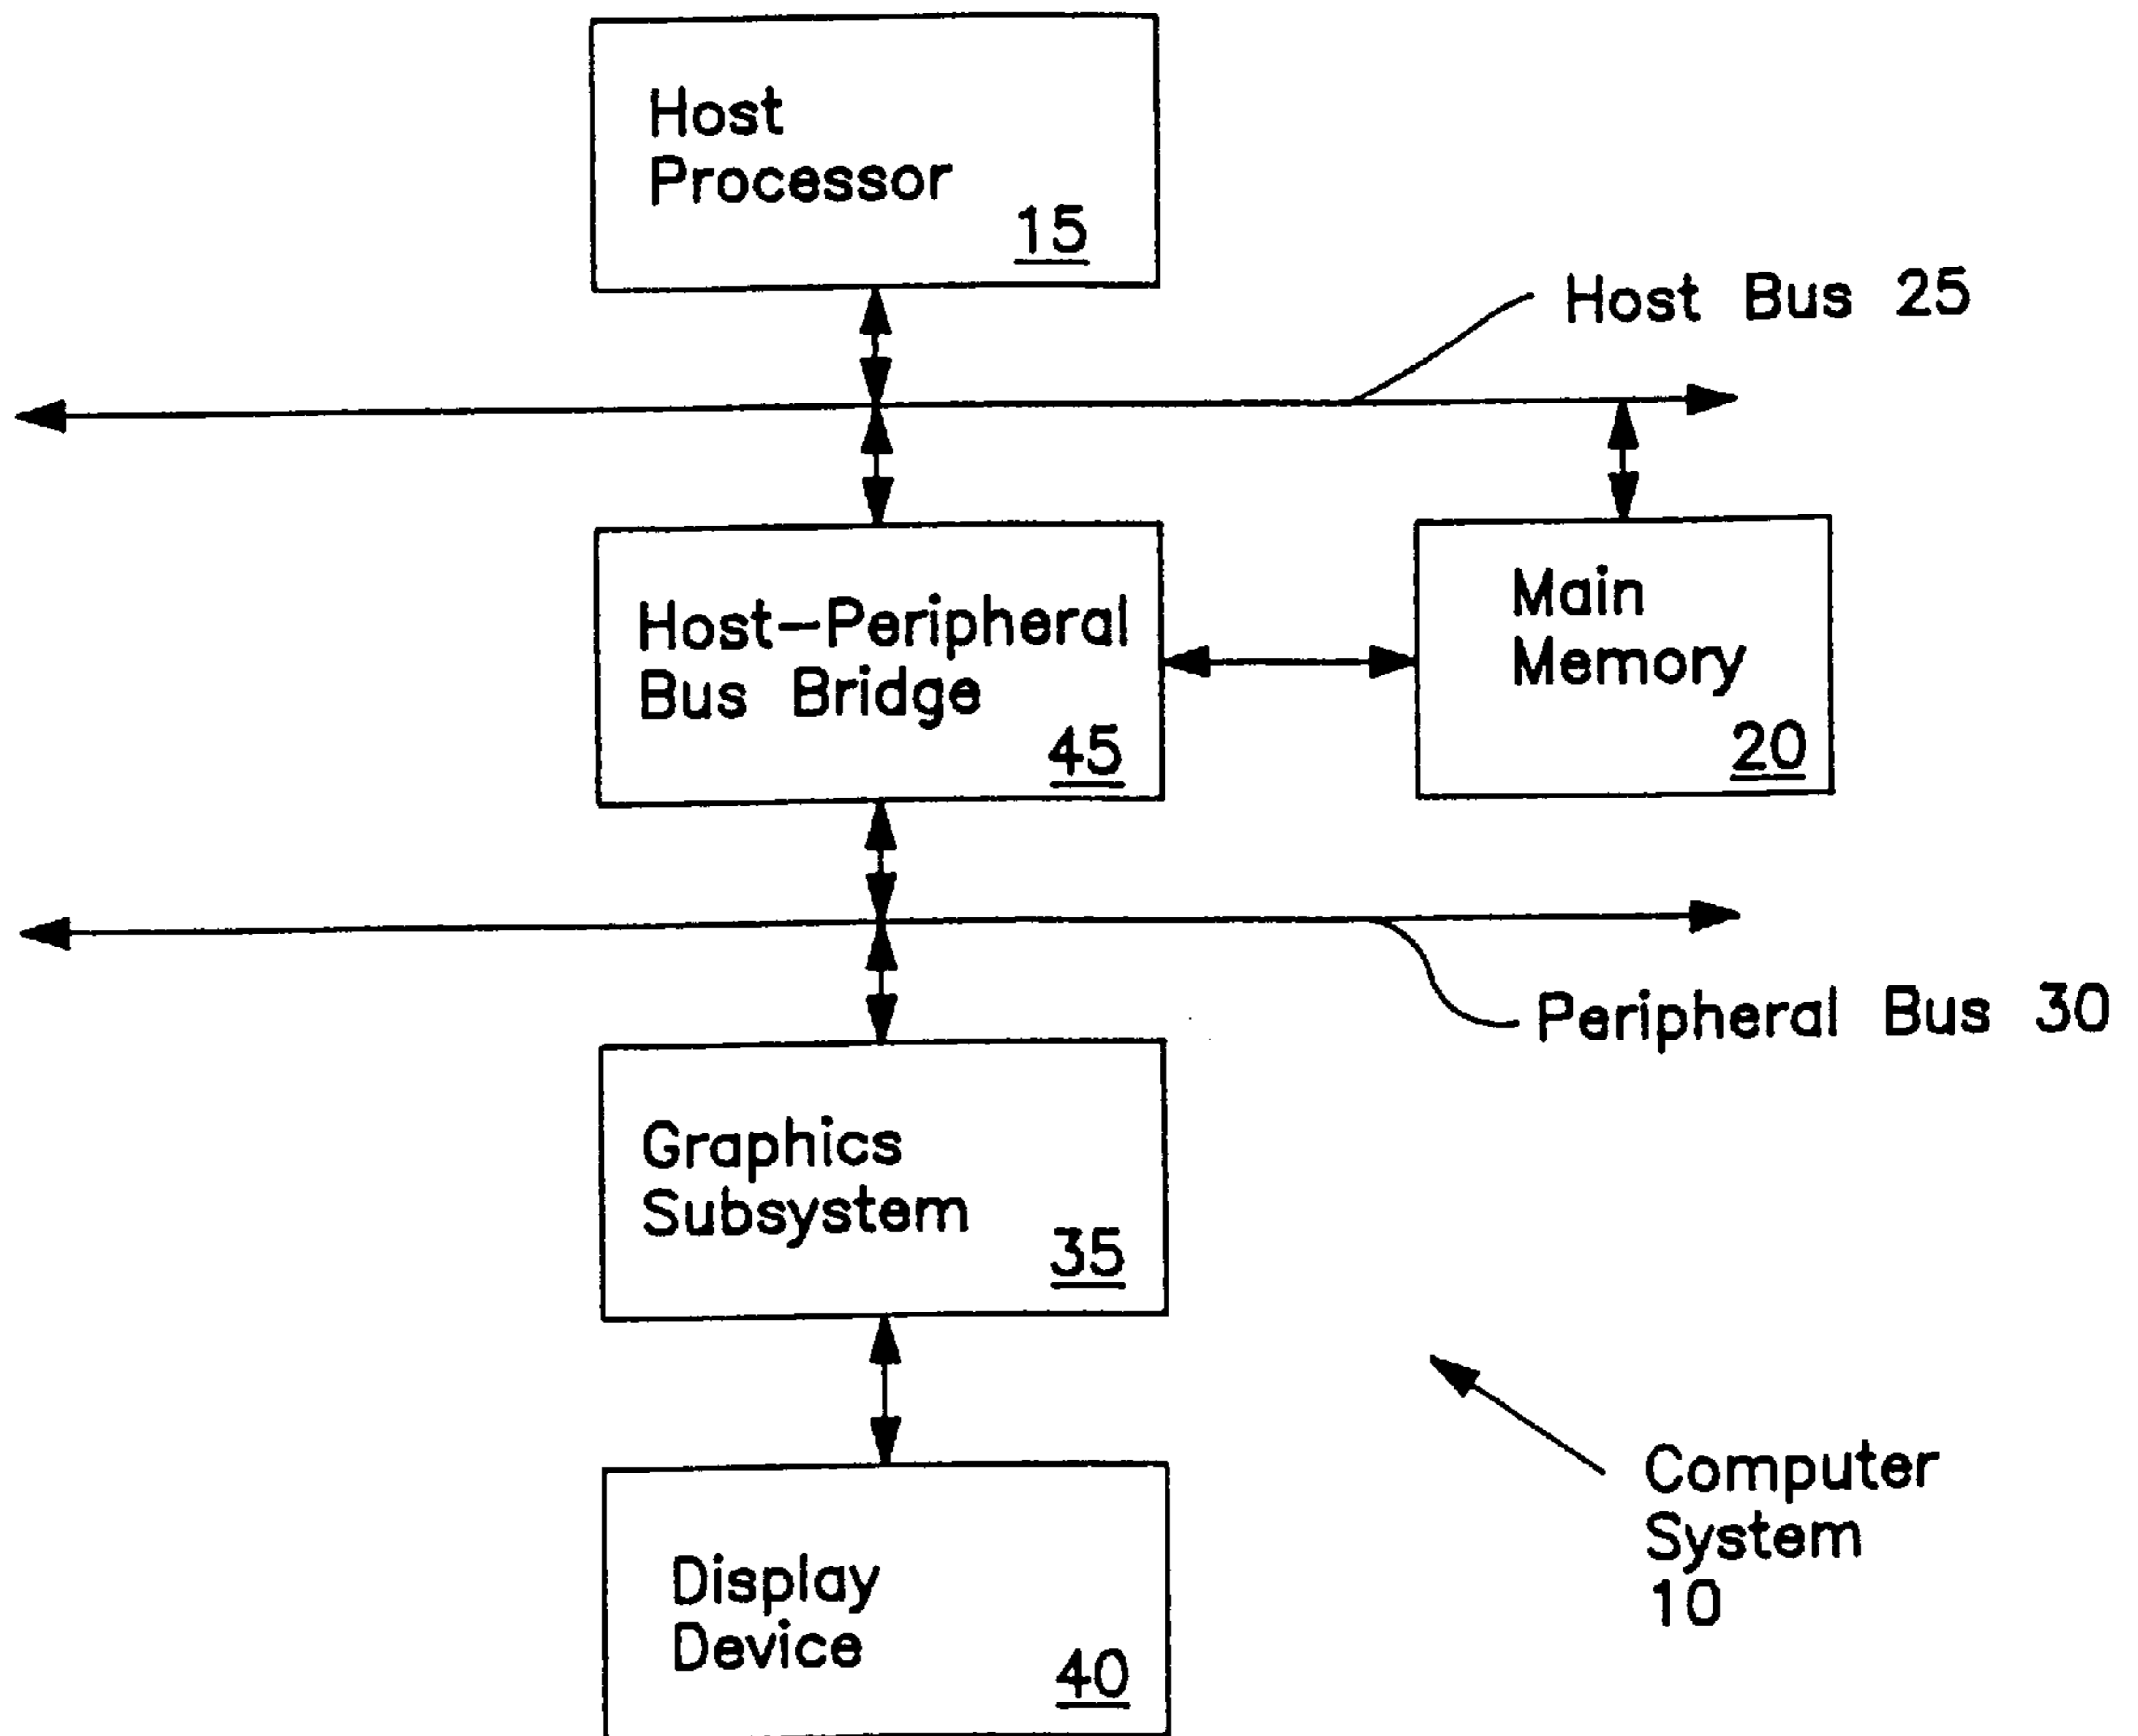 Host
Processor
15
Host Bus 25
Host-Peripheral
Bus Bridge
45
Main
Memory
20
Peripheral Bus 30
Graphics
Subsystem
35
Computer
System
10
Display
Device
40